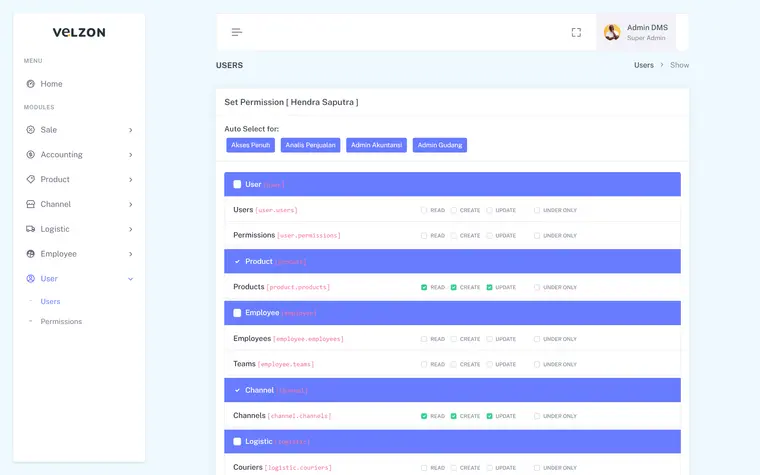 VELZON
MENU
Home
MODULES
Sale
Accounting
Product
Channel
Logistic
Employee
User
Users
Permissions
Admin DMS
Super Admin
USERS
Users > Show
Set Permission [ Hendra Saputra ]
Auto Select for:
Akses Penuh Analis Penjualan Admin Akuntansi Admin Gudang
User [user]
Users [user.users] READ CREATE UPDATE UNDER ONLY
Permissions [user.permissions] READ CREATE UPDATE UNDER ONLY
Product [product]
Products [product.products] READ CREATE UPDATE UNDER ONLY
Employee [employee]
Employees [employee.employees] READ CREATE UPDATE UNDER ONLY
Teams [employee.teams] READ CREATE UPDATE UNDER ONLY
Channel [channel]
Channels [channel.channels] READ CREATE UPDATE UNDER ONLY
Logistic [logistic]
Couriers [logistic.couriers] READ CREATE UPDATE UNDER ONLY